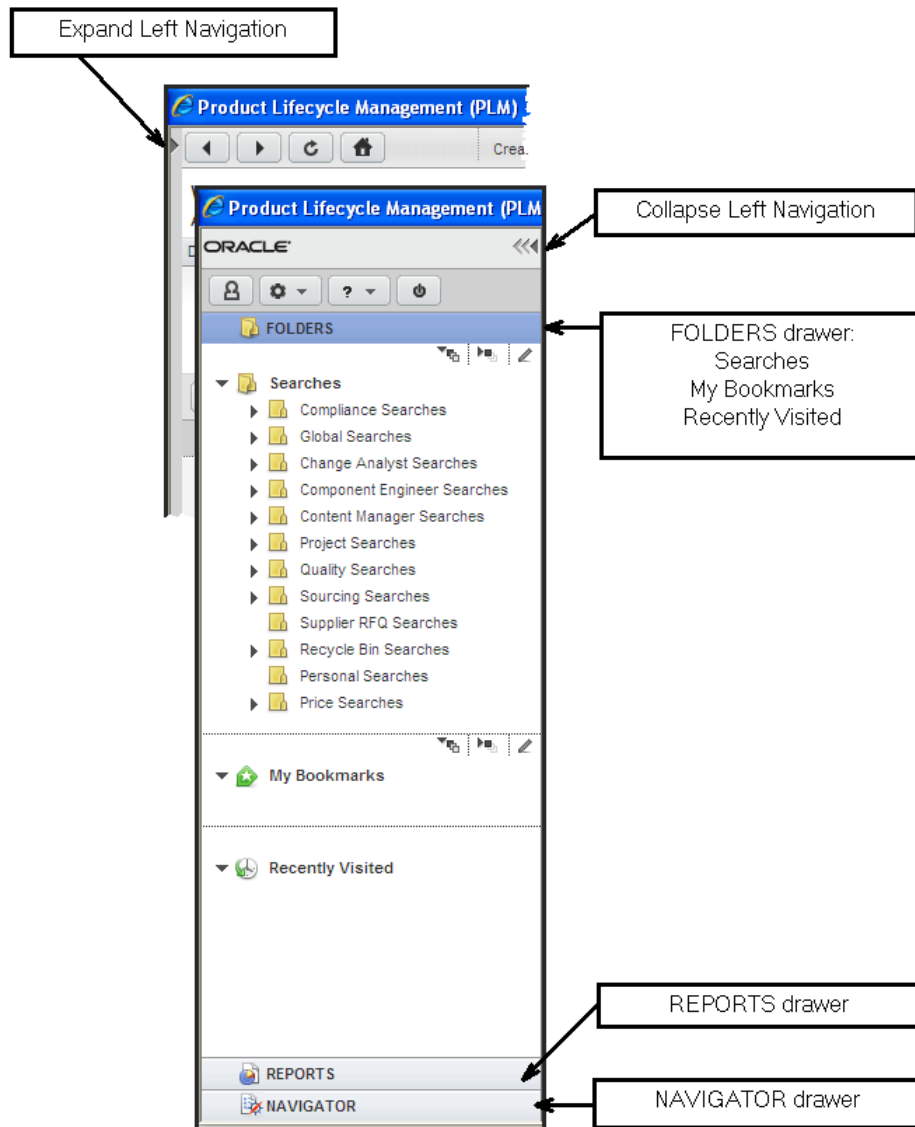 Expand Left Navigation
Product Lifecycle Management (PLM)
Crea.
Product Lifecycle Management (PLM
Collapse Left Navigation
ORACLE
?
FOLDERS
FOLDERS drawer:
Searches
My Bookmarks
Recently Visited
Searches
Compliance Searches
Global Searches
Change Analyst Searches
Component Engineer Searches
Content Manager Searches
Project Searches
Quality Searches
Sourcing Searches
Supplier RFQ Searches
Recycle Bin Searches
Personal Searches
Price Searches
My Bookmarks
Recently Visited
REPORTS drawer
REPORTS
NAVIGATOR
NAVIGATOR drawer